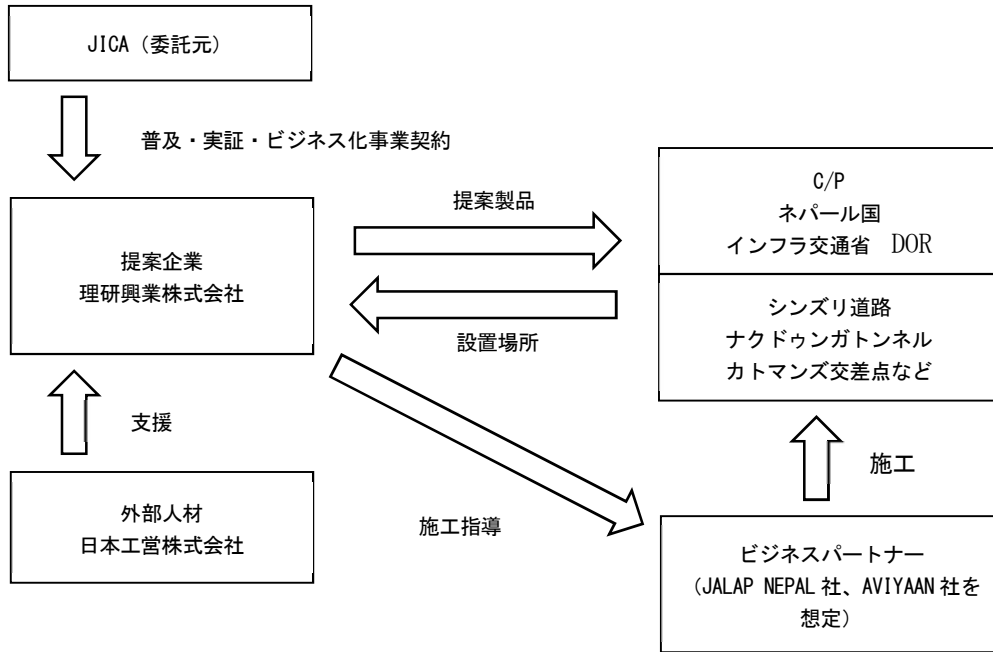 JICA（委託元）
普及・実証・ビジネス化事業契約
提案企業
理研興業株式会社
提案製品
設置場所
C/P
ネパール国
インフラ交通省　DOR
シンズリ道路
ナグドゥンガトンネル
カトマンズ交差点など
支援
外部人材
日本工営株式会社
施工指導
施工
ビジネスパートナー
（JALAP NEPAL 社、AVIYAAN 社を
想定）